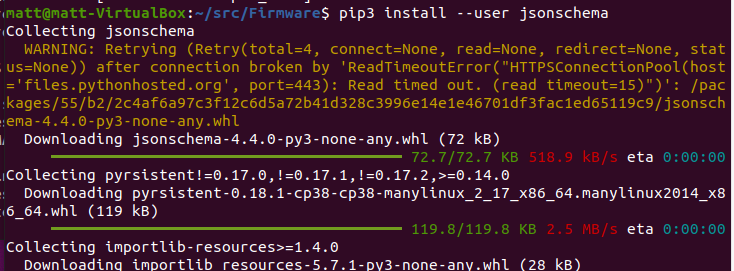 matt@matt-VirtualBox:~/src/Firmware$ pip3 install --user jsonschema
Collecting jsonschema
  WARNING: Retrying (Retry(total=4, connect=None, read=None, redirect=None, stat
us=None)) after connection broken by 'ReadTimeoutError("HTTPSConnectionPool(host
='files.pythonhosted.org', port=443): Read timed out. (read timeout=15)")': /pac
kages/55/b2/2c4af6a97c3f12c6d5a72b41d328c3996e14e1e46701df3fac1ed65119c9/jsonsch
ema-4.4.0-py3-none-any.whl
  Downloading jsonschema-4.4.0-py3-none-any.whl (72 kB)
72.7/72.7 KB 518.9 kB/s eta 0:00:00
Collecting pyrsistent!=0.17.0,!=0.17.1,!=0.17.2,>=0.14.0
  Downloading pyrsistent-0.18.1-cp38-cp38-manylinux_2_17_x86_64.manylinux2014_x8
6_64.whl (119 kB)
119.8/119.8 KB 2.5 MB/s eta 0:00:00
Collecting importlib-resources>=1.4.0
  Downloading importlib_resources-5.7.1-py3-none-any.whl (28 kB)